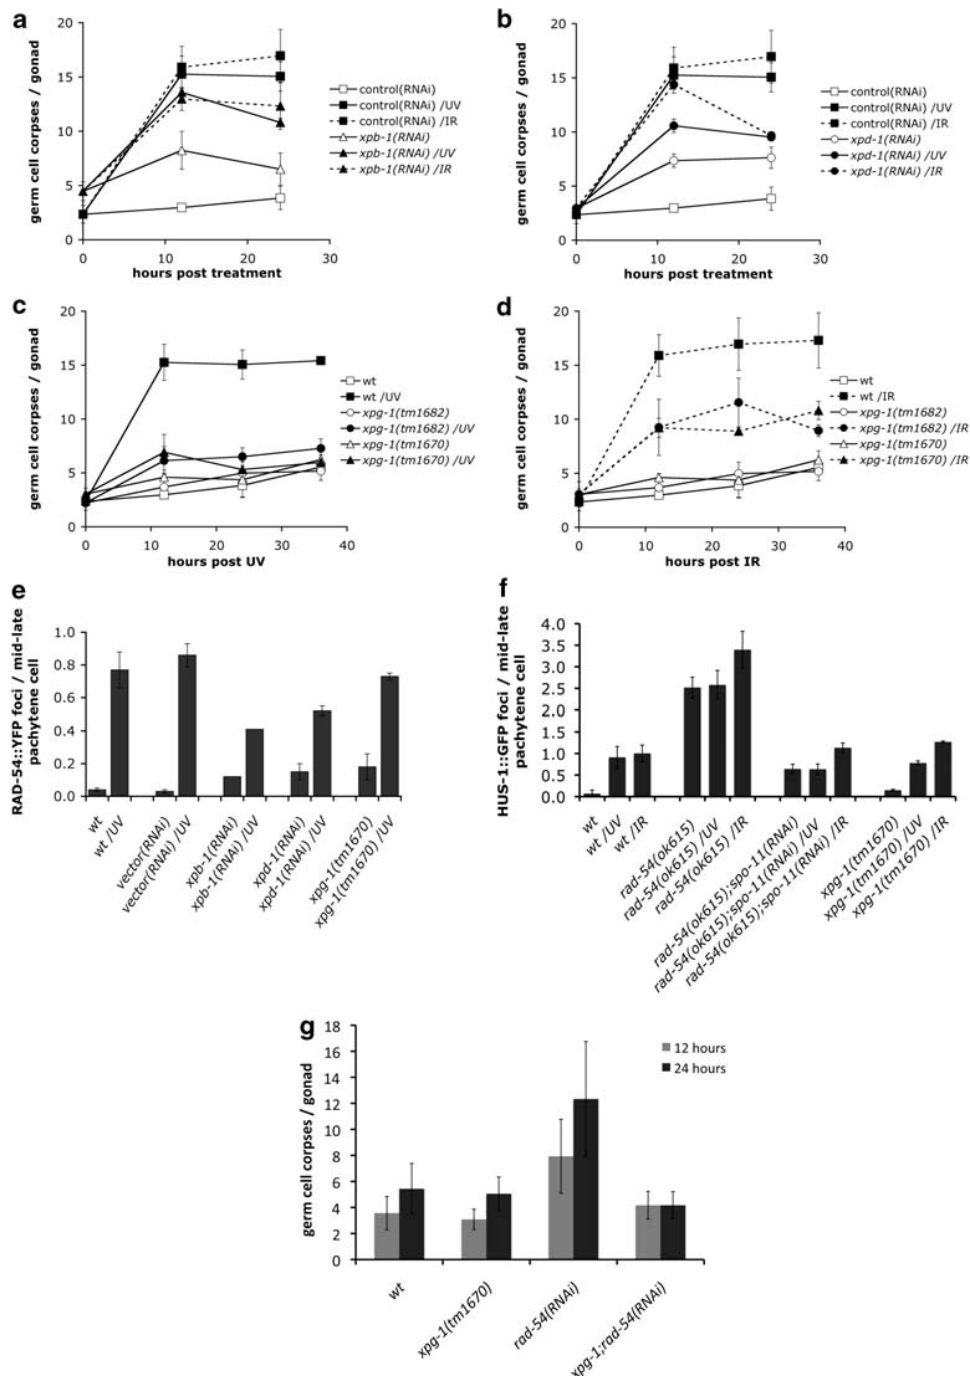 a
germ cell corpses / gonad
20
15
10
5
0
0 10 20 30
hours post treatment
control(RNAi)
control(RNAi) /UV
control(RNAi) /IR
xpb-1(RNAi)
xpb-1(RNAi) /UV
xpb-1(RNAi) /IR
b
germ cell corpses / gonad
20
15
10
5
0
0 10 20 30
hours post treatment
control(RNAi)
control(RNAi) /UV
control(RNAi) /IR
xpd-1(RNAi)
xpd-1(RNAi) /UV
xpd-1(RNAi) /IR
c
germ cell corpses / gonad
20
15
10
5
0
0 10 20 30 40
hours post UV
wt
wt /UV
xpg-1(tm1682)
xpg-1(tm1682) /UV
xpg-1(tm1670)
xpg-1(tm1670) /UV
d
germ cell corpses / gonad
20
15
10
5
0
0 10 20 30 40
hours post IR
wt
wt /IR
xpg-1(tm1682)
xpg-1(tm1682) /IR
xpg-1(tm1670)
xpg-1(tm1670) /IR
e
RAD-54::YFP foci / mid-late
pachytene cell
1.0
0.8
0.6
0.4
0.2
0.0
wt
wt /UV
vector(RNAi)
vector(RNAi) /UV
xpb-1(RNAi)
xpb-1(RNAi) /UV
xpd-1(RNAi)
xpd-1(RNAi) /UV
xpg-1(tm1670)
xpg-1(tm1670) /UV
f
HUS-1::GFP foci / mid-late
pachytene cell
4.0
3.5
3.0
2.5
2.0
1.5
1.0
0.5
0.0
wt
wt /UV
wt /IR
rad-54(ok615)
rad-54(ok615) /UV
rad-54(ok615) /IR
rad-54(ok615);spo-11(RNAi)
rad-54(ok615);spo-11(RNAi) /UV
rad-54(ok615);spo-11(RNAi) /IR
xpg-1(tm1670)
xpg-1(tm1670) /UV
xpg-1(tm1670) /IR
g
germ cell corpses / gonad
18
16
14
12
10
8
6
4
2
0
12 hours
24 hours
wt
xpg-1(tm1670)
rad-54(RNAi)
xpg-1;rad-54(RNAi)